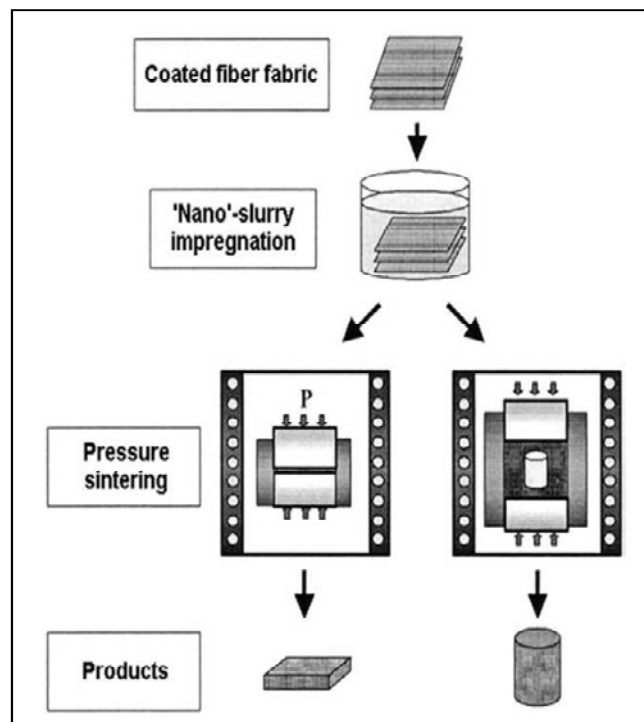 Coated fiber fabric
'Nano'-slurry
impregnation
P
Pressure
sintering
Products